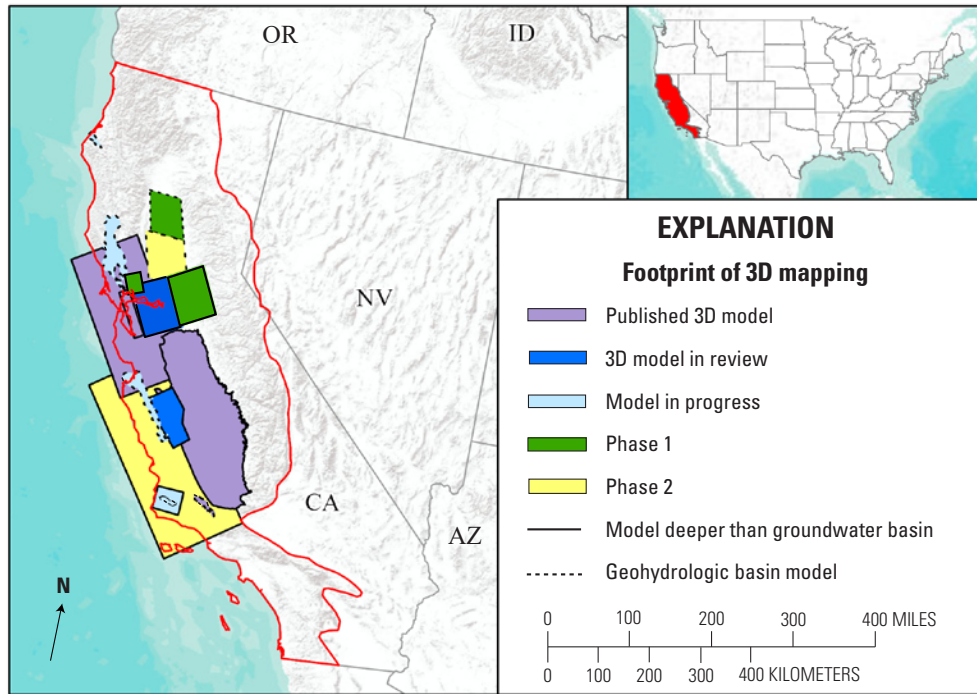 OR
ID
NV
CA
AZ
N
EXPLANATION
Footprint of 3D mapping
Published 3D model
3D model in review
Model in progress
Phase 1
Phase 2
Model deeper than groundwater basin
Geohydrologic basin model
0 100 200 300 400 MILES
0 100 200 300 400 KILOMETERS